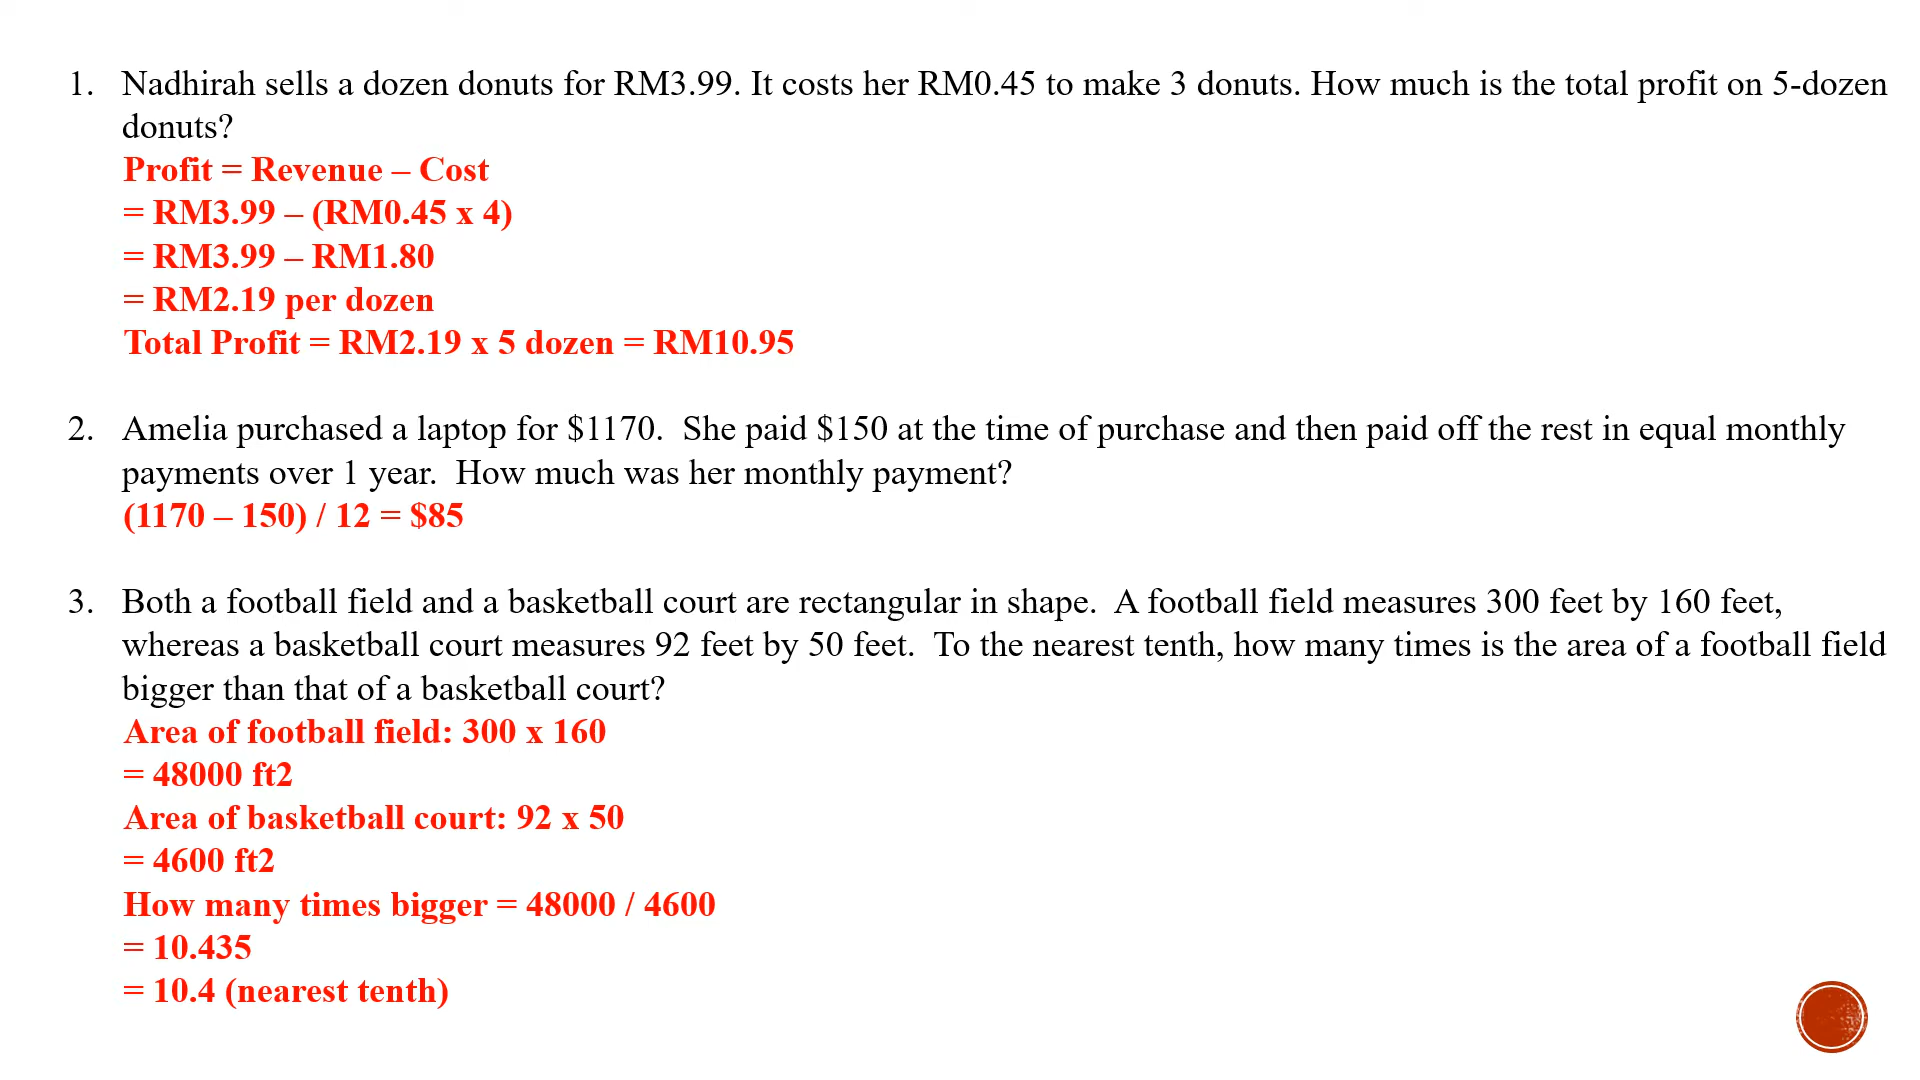 1. Nadhirah sells a dozen donuts for RM3.99. It costs her RM0.45 to make 3 donuts. How much is the total profit on 5-dozen
donuts?
Profit = Revenue – Cost
= RM3.99 – (RM0.45 x 4)
= RM3.99 – RM1.80
= RM2.19 per dozen
Total Profit = RM2.19 x 5 dozen = RM10.95
2. Amelia purchased a laptop for $1170.  She paid $150 at the time of purchase and then paid off the rest in equal monthly
payments over 1 year.  How much was her monthly payment?
(1170 – 150) / 12 = $85
3. Both a football field and a basketball court are rectangular in shape.  A football field measures 300 feet by 160 feet,
whereas a basketball court measures 92 feet by 50 feet.  To the nearest tenth, how many times is the area of a football field
bigger than that of a basketball court?
Area of football field: 300 x 160
= 48000 ft2
Area of basketball court: 92 x 50
= 4600 ft2
How many times bigger = 48000 / 4600
= 10.435
= 10.4 (nearest tenth)